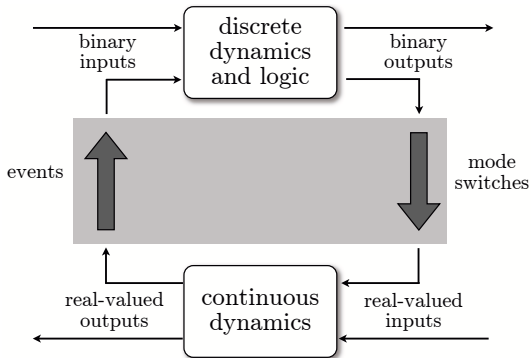 discrete
dynamics
and logic
binary
inputs
binary
outputs
events
mode
switches
real-valued
outputs
continuous
dynamics
real-valued
inputs